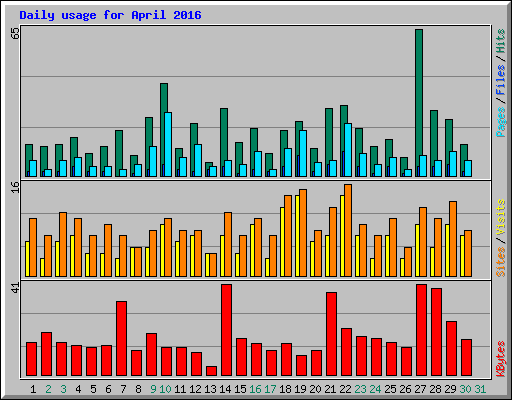 Daily usage for April 2016
65
Pages / Files / Hits
16
Sites / Visits
41
KBytes
1 2 3 4 5 6 7 8 9 10 11 12 13 14 15 16 17 18 19 20 21 22 23 24 25 26 27 28 29 30 31